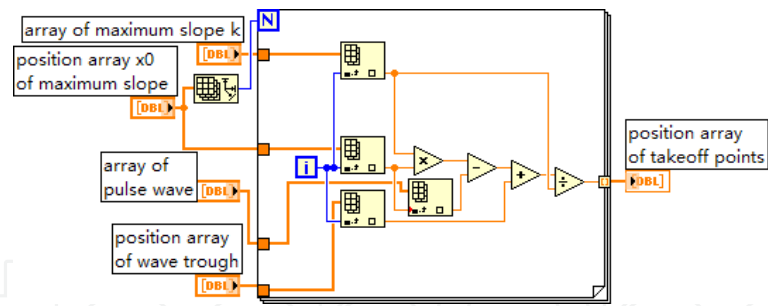 array of maximum slope k
[DBL]
position array x0
of maximum slope
[DBL]
N
i
array of
pulse wave
[DBL]
position array
of wave trough
[DBL]
position array
of takeoff points
[DBL]